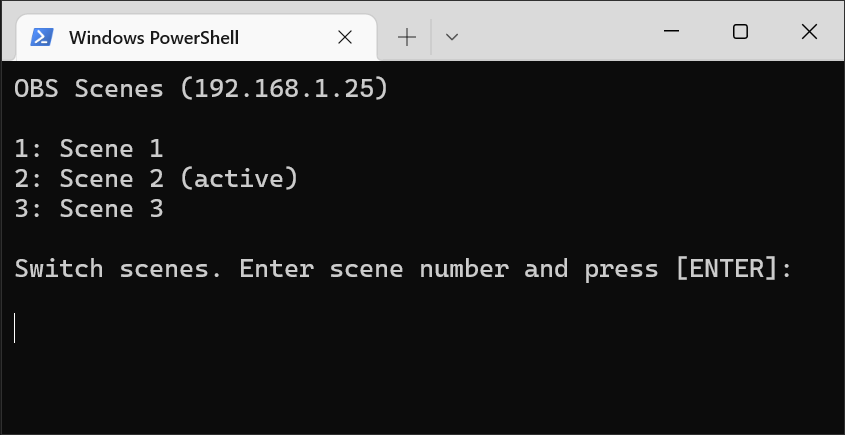 Windows PowerShell
OBS Scenes (192.168.1.25)
1: Scene 1
2: Scene 2 (active)
3: Scene 3
Switch scenes. Enter scene number and press [ENTER]: